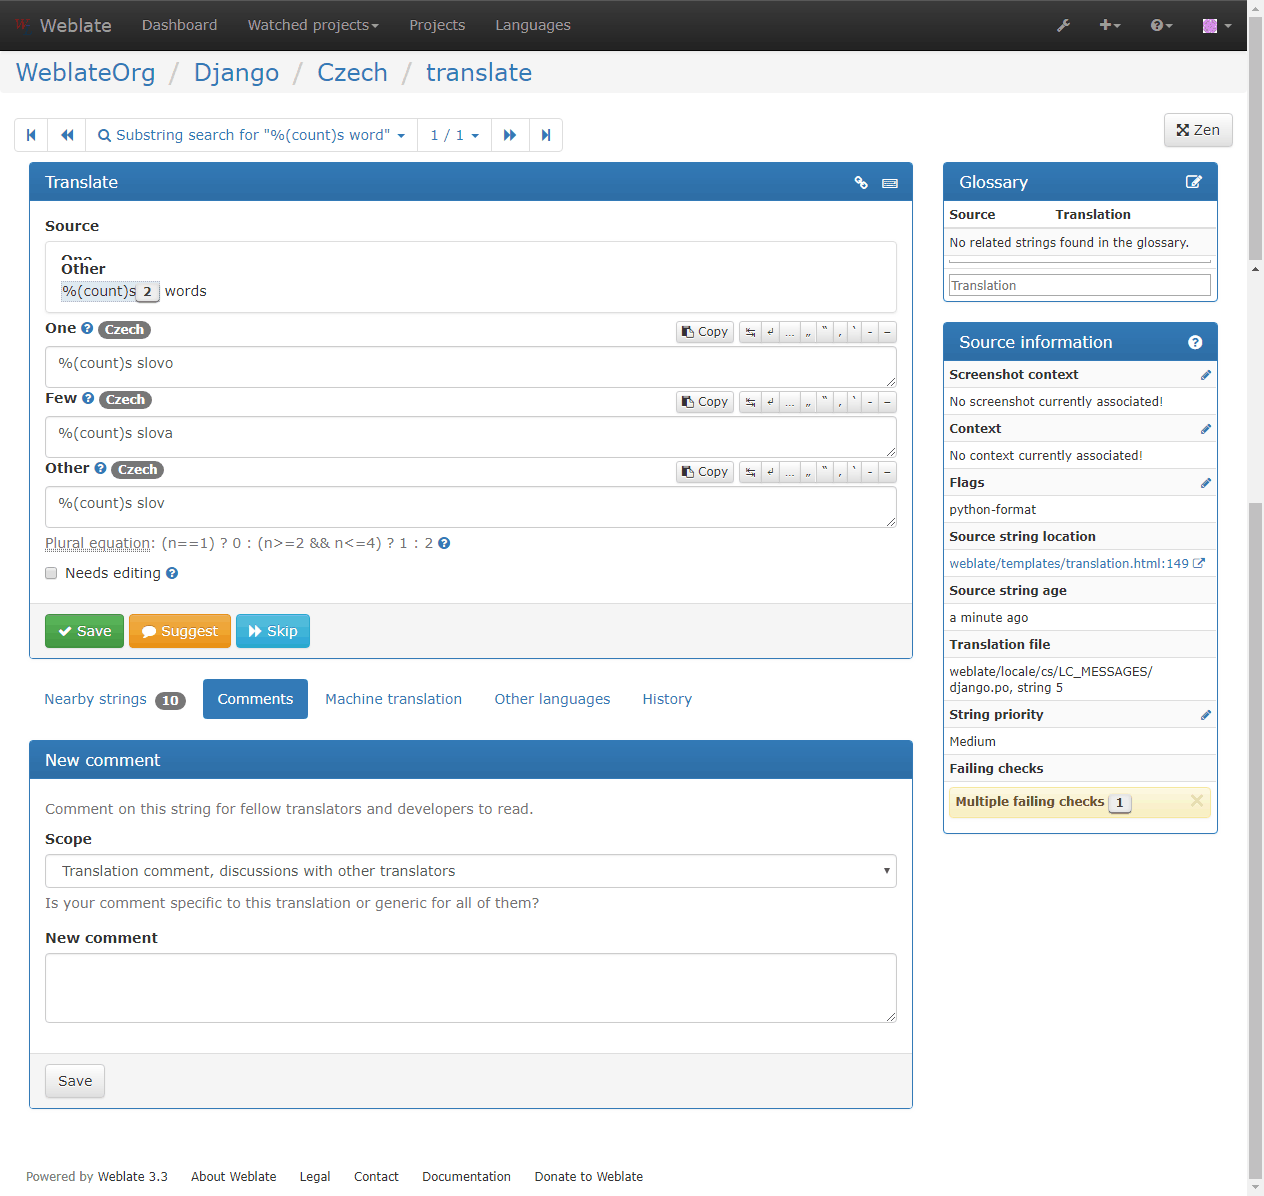 Weblate Dashboard Watched projects Projects Languages
WeblateOrg / Django / Czech / translate
Substring search for "%(count)s word" 1 / 1
Zen
Translate
Source
Other
%(count)s 2 words
One Czech Copy ↹ ↵ … „ “ ‚ ‘ - –
%(count)s slovo
Few Czech Copy ↹ ↵ … „ “ ‚ ‘ - –
%(count)s slova
Other Czech Copy ↹ ↵ … „ “ ‚ ‘ - –
%(count)s slov
Plural equation: (n==1) ? 0 : (n>=2 && n<=4) ? 1 : 2
Needs editing
Save Suggest Skip
Nearby strings 10 Comments Machine translation Other languages History
New comment
Comment on this string for fellow translators and developers to read.
Scope
Translation comment, discussions with other translators
Is your comment specific to this translation or generic for all of them?
New comment
Save
Glossary
Source Translation
No related strings found in the glossary.
Translation
Source information
Screenshot context
No screenshot currently associated!
Context
No context currently associated!
Flags
python-format
Source string location
weblate/templates/translation.html:149
Source string age
a minute ago
Translation file
weblate/locale/cs/LC_MESSAGES/
django.po, string 5
String priority
Medium
Failing checks
Multiple failing checks 1
Powered by Weblate 3.3 About Weblate Legal Contact Documentation Donate to Weblate